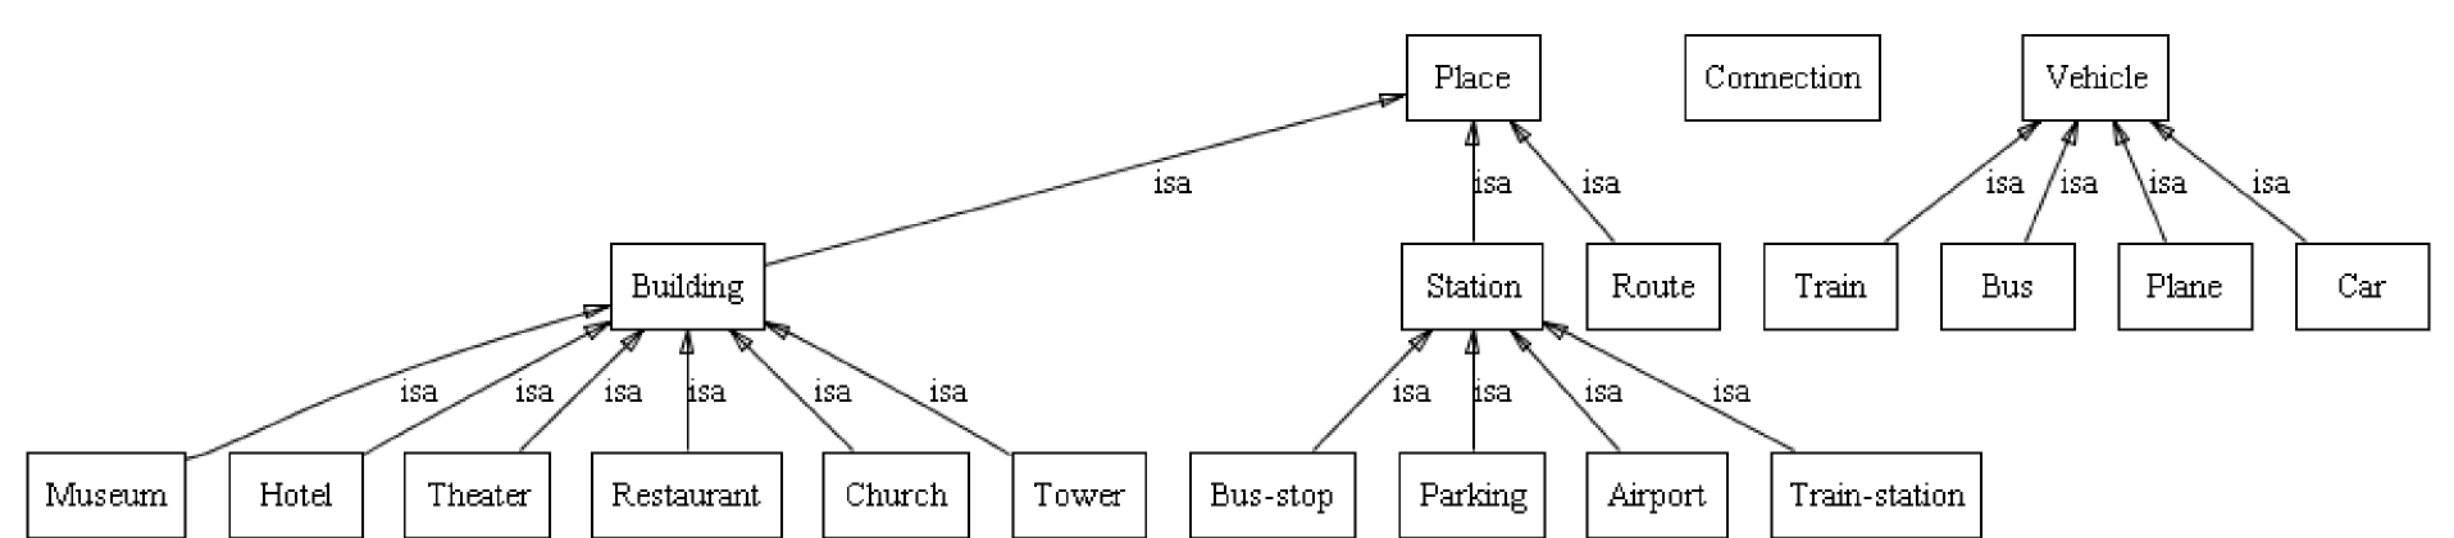 Place Connection Vehicle
isa isa isa isa isa isa isa
Building Station Route Train Bus Plane Car
isa isa isa isa isa isa isa isa isa isa
Museum Hotel Theater Restaurant Church Tower Bus-stop Parking Airport Train-station